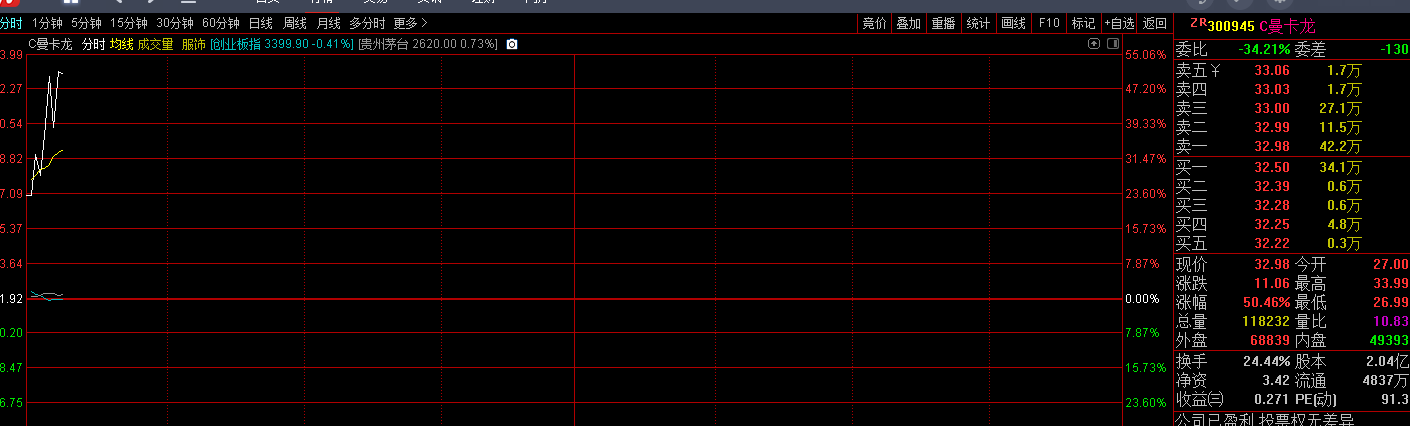 分时 1分钟 5分钟 15分钟 30分钟 60分钟 日线 周线 月线 多分时 更多 竞价 叠加 重播 统计 画线 F10 标记 +自选 返回
C曼卡龙 分时 均线 成交量 服饰 [创业板指 3399.90 -0.41%] [贵州茅台 2620.00 0.73%]
3.99 55.06%
2.27 47.20%
0.54 39.33%
8.82 31.47%
7.09 23.60%
5.37 15.73%
3.64 7.87%
1.92 0.00%
0.20 7.87%
8.47 15.73%
6.75 23.60%
ZR 300945 C曼卡龙
委比 -34.21% 委差 -130
卖五¥ 33.06 1.7万
卖四 33.03 1.7万
卖三 33.00 27.1万
卖二 32.99 11.5万
卖一 32.98 42.2万
买一 32.50 34.1万
买二 32.39 0.6万
买三 32.28 0.6万
买四 32.25 4.8万
买五 32.22 0.3万
现价 32.98 今开 27.00
涨跌 11.06 最高 33.99
涨幅 50.46% 最低 26.99
总量 118232 量比 10.83
外盘 68839 内盘 49393
换手 24.44% 股本 2.04亿
净资 3.42 流通 4837万
收益㈢ 0.271 PE(动) 91.3
公司已盈利 投票权无差异